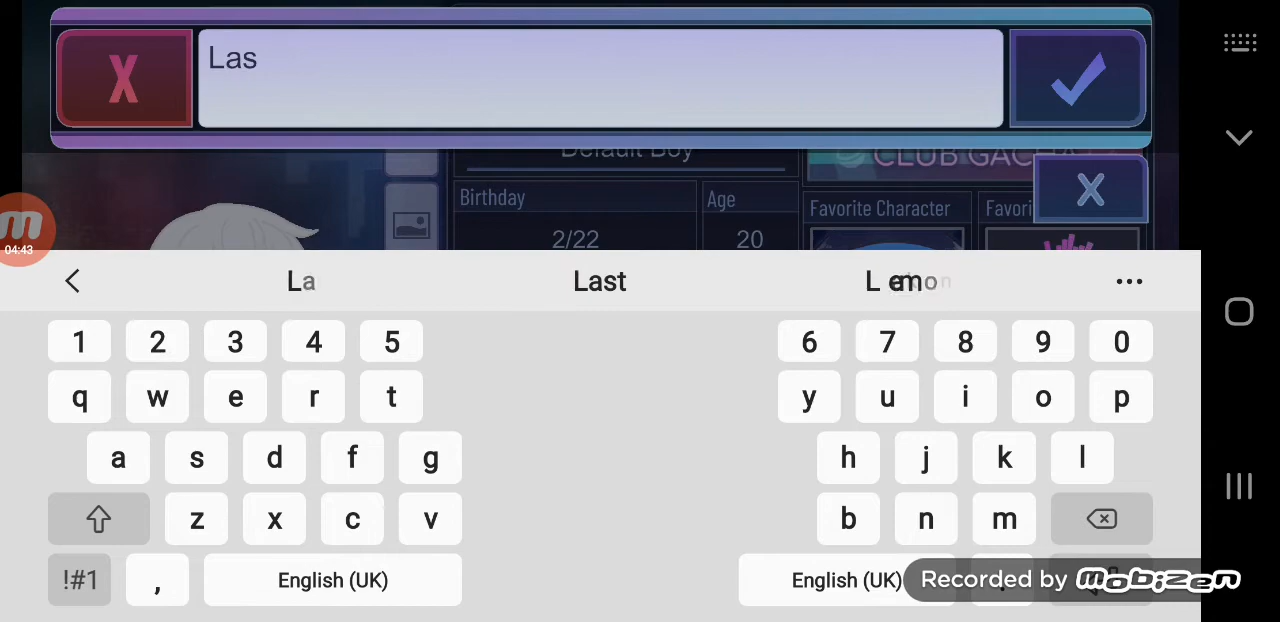 X
Las
Default Boy
CLUB GACHA
X
Birthday
Age
Favorite Character
Favori
2/22
20
04:43
La
Last
1 2 3 4 5 6 7 8 9 0
q w e r t y u i o p
a s d f g h j k l
z x c v b n m
!#1 , English (UK) English (UK) .
Recorded by Mobizen